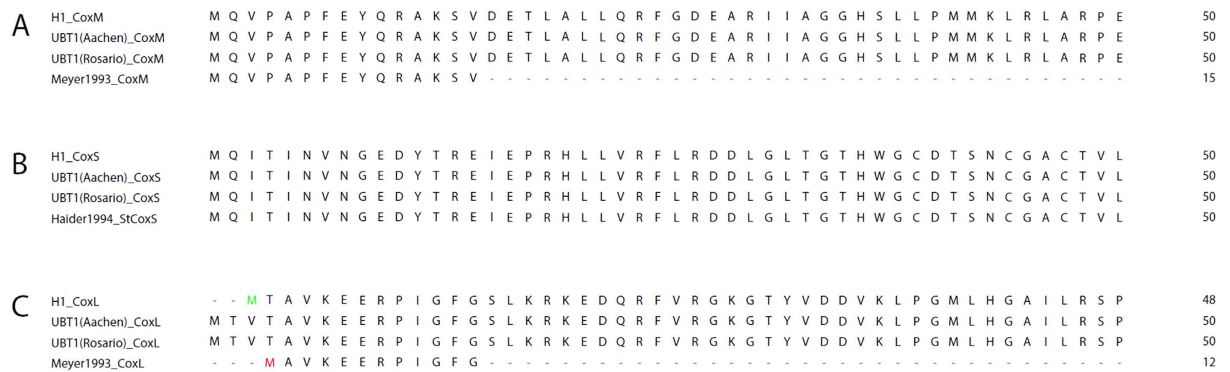 A
H1_CoxM M Q V P A P F E Y Q R A K S V D E T L A L L Q R F G D E A R I I A G G H S L L P M M K L R L A R P E 50
UBT1(Aachen)_CoxM M Q V P A P F E Y Q R A K S V D E T L A L L Q R F G D E A R I I A G G H S L L P M M K L R L A R P E 50
UBT1(Rosario)_CoxM M Q V P A P F E Y Q R A K S V D E T L A L L Q R F G D E A R I I A G G H S L L P M M K L R L A R P E 50
Meyer1993_CoxM M Q V P A P F E Y Q R A K S V - - - - - - - - - - - - - - - - - - - - - - - - - - - - - - - - - - - 15
B
H1_CoxS M Q I T I N V N G E D Y T R E I E P R H L L V R F L R D D L G L T G T H W G C D T S N C G A C T V L 50
UBT1(Aachen)_CoxS M Q I T I N V N G E D Y T R E I E P R H L L V R F L R D D L G L T G T H W G C D T S N C G A C T V L 50
UBT1(Rosario)_CoxS M Q I T I N V N G E D Y T R E I E P R H L L V R F L R D D L G L T G T H W G C D T S N C G A C T V L 50
Haider1994_StCoxS M Q I T I N V N G E D Y T R E I E P R H L L V R F L R D D L G L T G T H W G C D T S N C G A C T V L 50
C
H1_CoxL - - M T A V K E E R P I G F G S L K R K E D Q R F V R G K G T Y V D D V K L P G M L H G A I L R S P 48
UBT1(Aachen)_CoxL M T V T A V K E E R P I G F G S L K R K E D Q R F V R G K G T Y V D D V K L P G M L H G A I L R S P 50
UBT1(Rosario)_CoxL M T V T A V K E E R P I G F G S L K R K E D Q R F V R G K G T Y V D D V K L P G M L H G A I L R S P 50
Meyer1993_CoxL - - - M A V K E E R P I G F G - - - - - - - - - - - - - - - - - - - - - - - - - - - - - - - - - - - 12